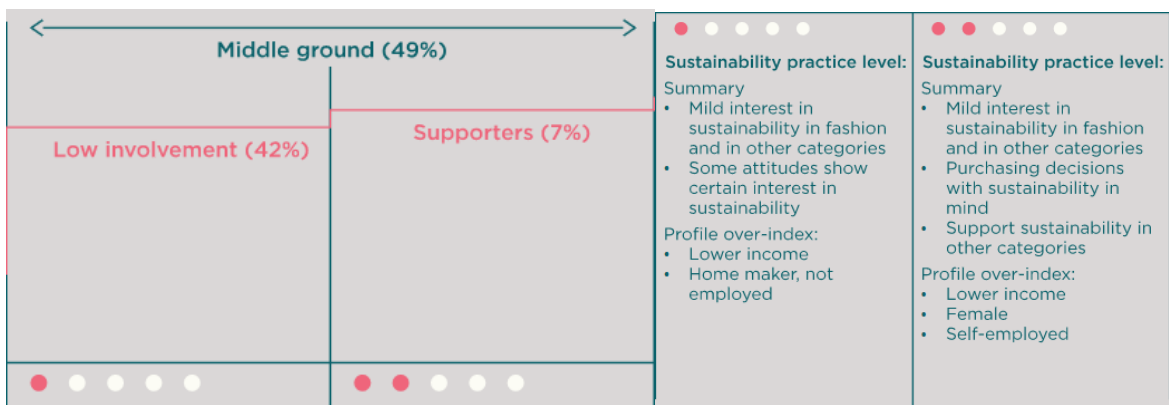 Middle ground (49%)
Low involvement (42%)
Supporters (7%)
Sustainability practice level:
Summary
• Mild interest in
sustainability in fashion
and in other categories
• Some attitudes show
certain interest in
sustainability
Profile over-index:
• Lower income
• Home maker, not
employed
Sustainability practice level:
Summary
• Mild interest in
sustainability in fashion
and in other categories
• Purchasing decisions
with sustainability in
mind
• Support sustainability in
other categories
Profile over-index:
• Lower income
• Female
• Self-employed